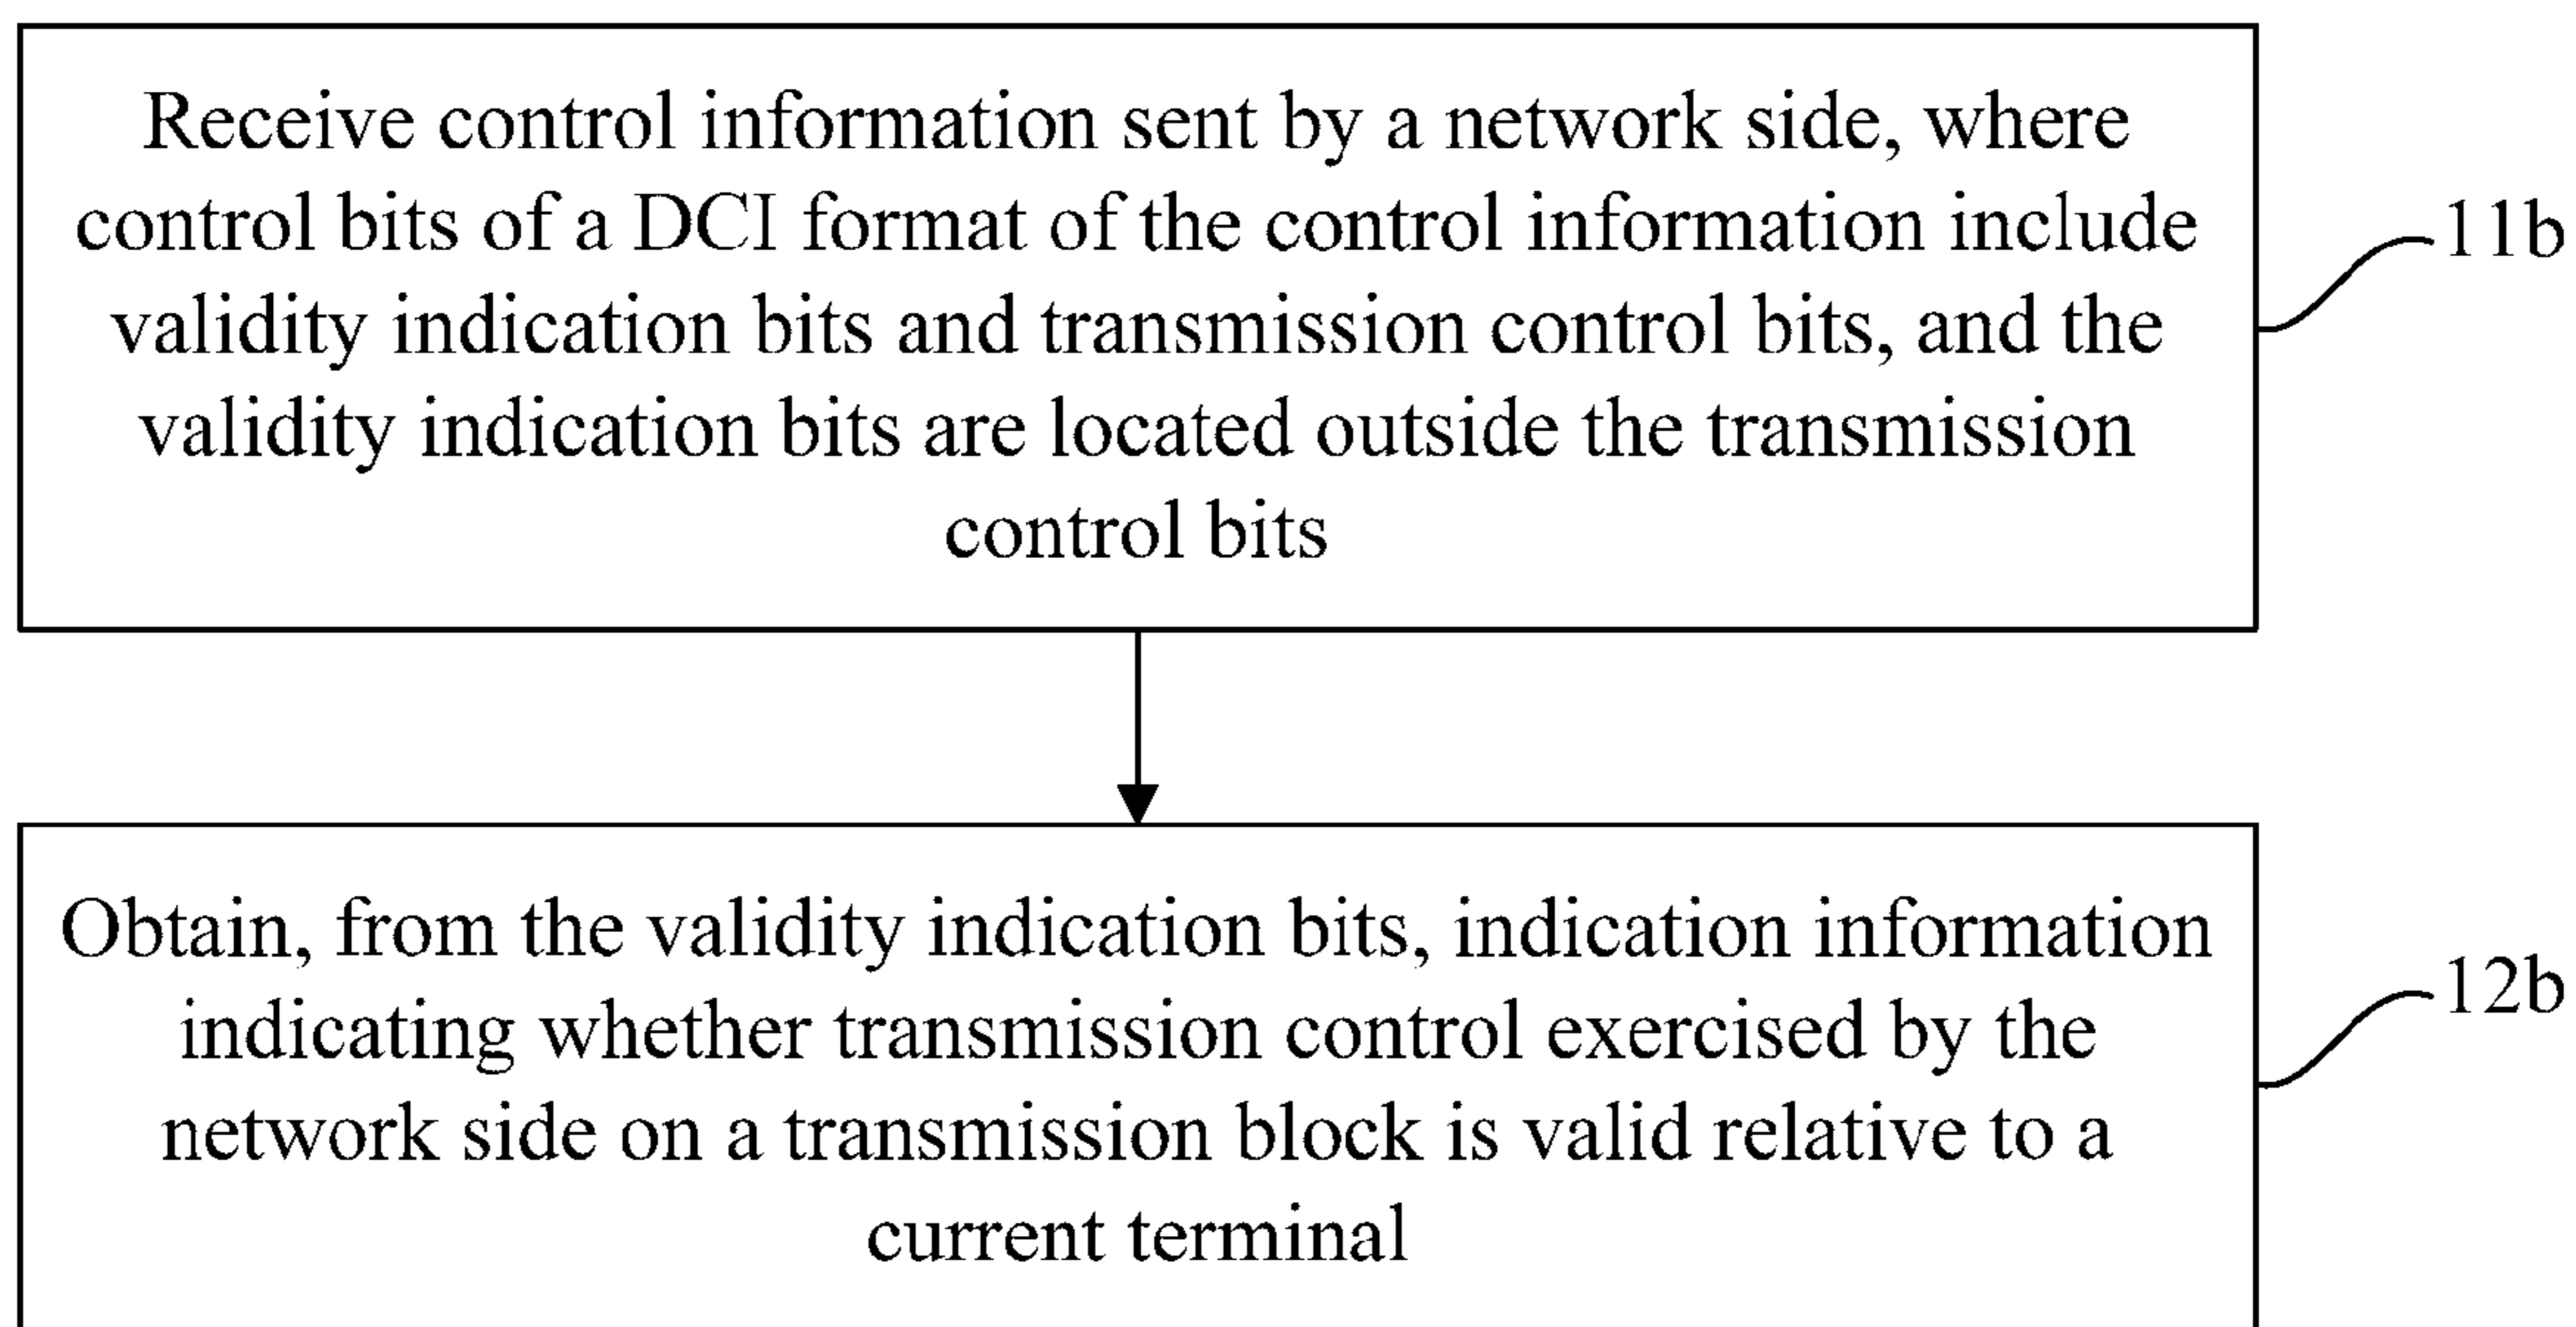 Receive control information sent by a network side, where
control bits of a DCI format of the control information include
validity indication bits and transmission control bits, and the
validity indication bits are located outside the transmission
control bits
11b
Obtain, from the validity indication bits, indication information
indicating whether transmission control exercised by the
network side on a transmission block is valid relative to a
current terminal
12b